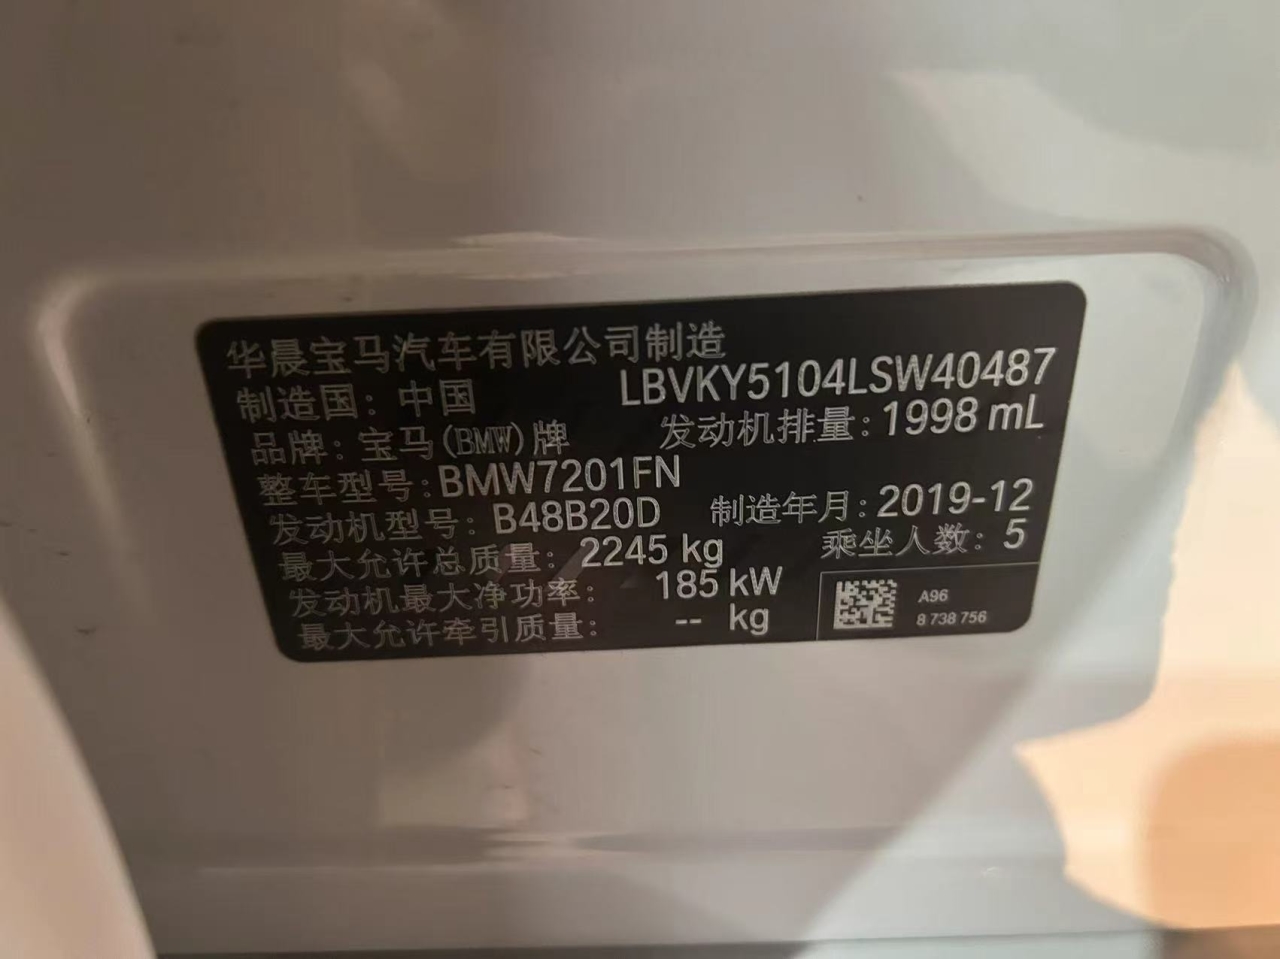 华晨宝马汽车有限公司制造
制造国：中国 LBVKY5104LSW40487
品牌：宝马(BMW)牌 发动机排量：1998 mL
整车型号：BMW7201FN
发动机型号：B48B20D 制造年月：2019-12
最大允许总质量：2245 kg 乘坐人数：5
发动机最大净功率：185 kW
最大允许牵引质量：-- kg
A96
8 738 756